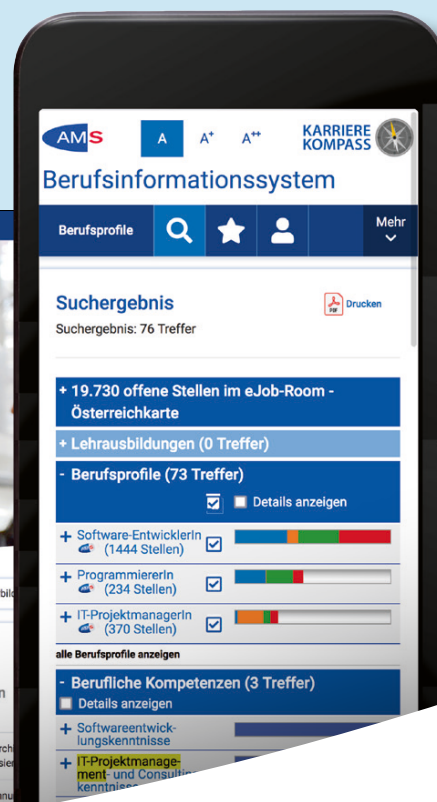 AMS
A A⁺ A⁺⁺
KARRIERE
KOMPASS
Berufsinformationssystem
Berufsprofile
Mehr
Suchergebnis
PDF
Drucken
Suchergebnis: 76 Treffer
+ 19.730 offene Stellen im eJob-Room -
Österreichkarte
+ Lehrausbildungen (0 Treffer)
- Berufsprofile (73 Treffer)
Details anzeigen
+ Software-EntwicklerIn
(1444 Stellen)
+ ProgrammiererIn
(234 Stellen)
+ IT-ProjektmanagerIn
(370 Stellen)
alle Berufsprofile anzeigen
- Berufliche Kompetenzen (3 Treffer)
Details anzeigen
+ Softwareentwick-
lungskenntnisse
+ IT-Projektmanage-
ment- und Consulting